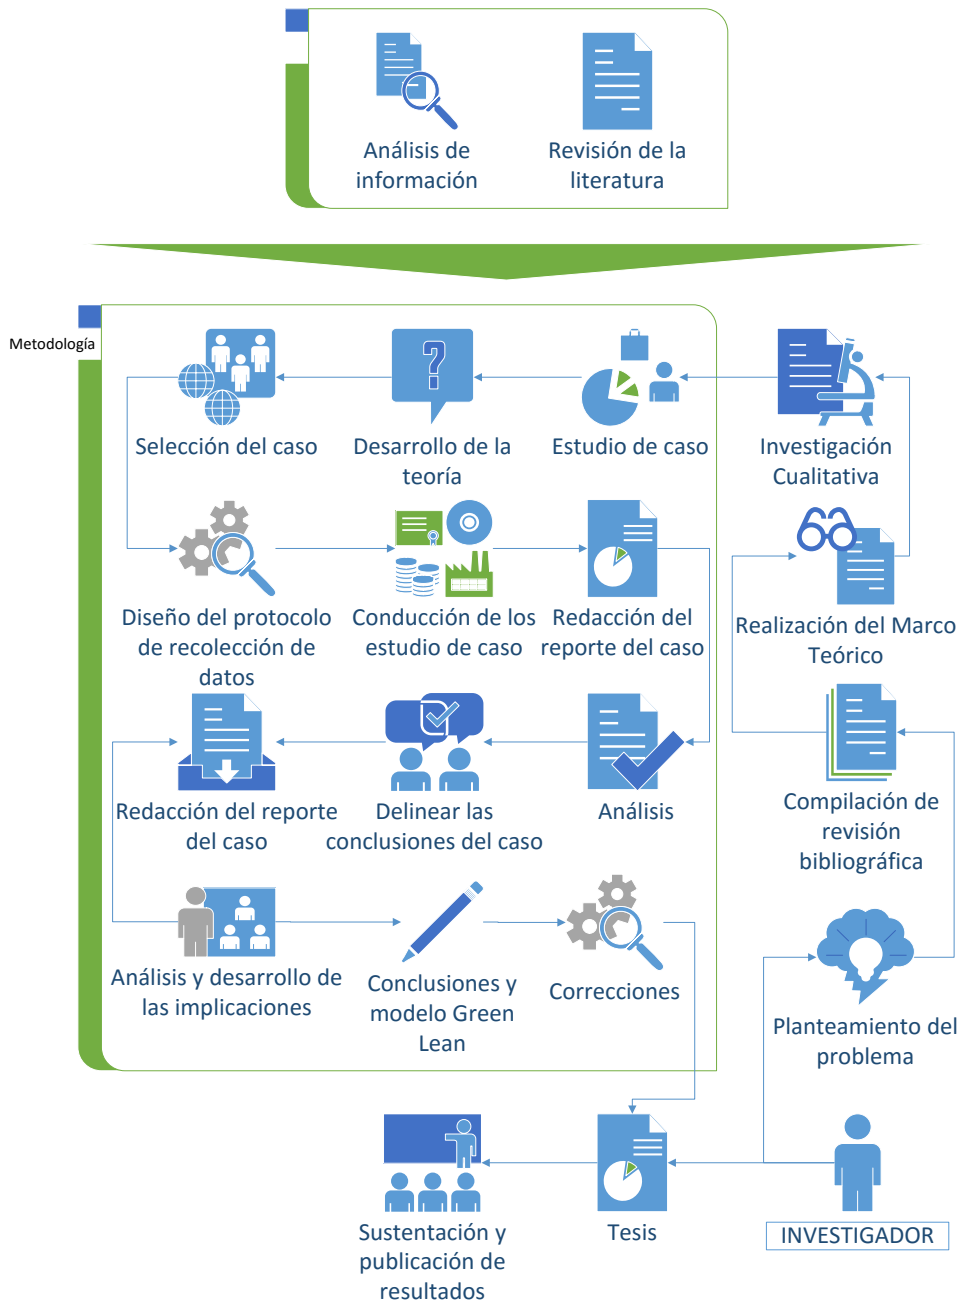 Análisis de
información
Revisión de la
literatura
Metodología
Selección del caso
Desarrollo de la
teoría
Estudio de caso
Investigación
Cualitativa
Diseño del protocolo
de recolección de
datos
Conducción de los
estudio de caso
Redacción del
reporte del caso
Realización del Marco
Teórico
Redacción del reporte
del caso
Delinear las
conclusiones del caso
Análisis
Compilación de
revisión
bibliográfica
Análisis y desarrollo de
las implicaciones
Conclusiones y
modelo Green
Lean
Correcciones
Planteamiento del
problema
Sustentación y
publicación de
resultados
Tesis
INVESTIGADOR